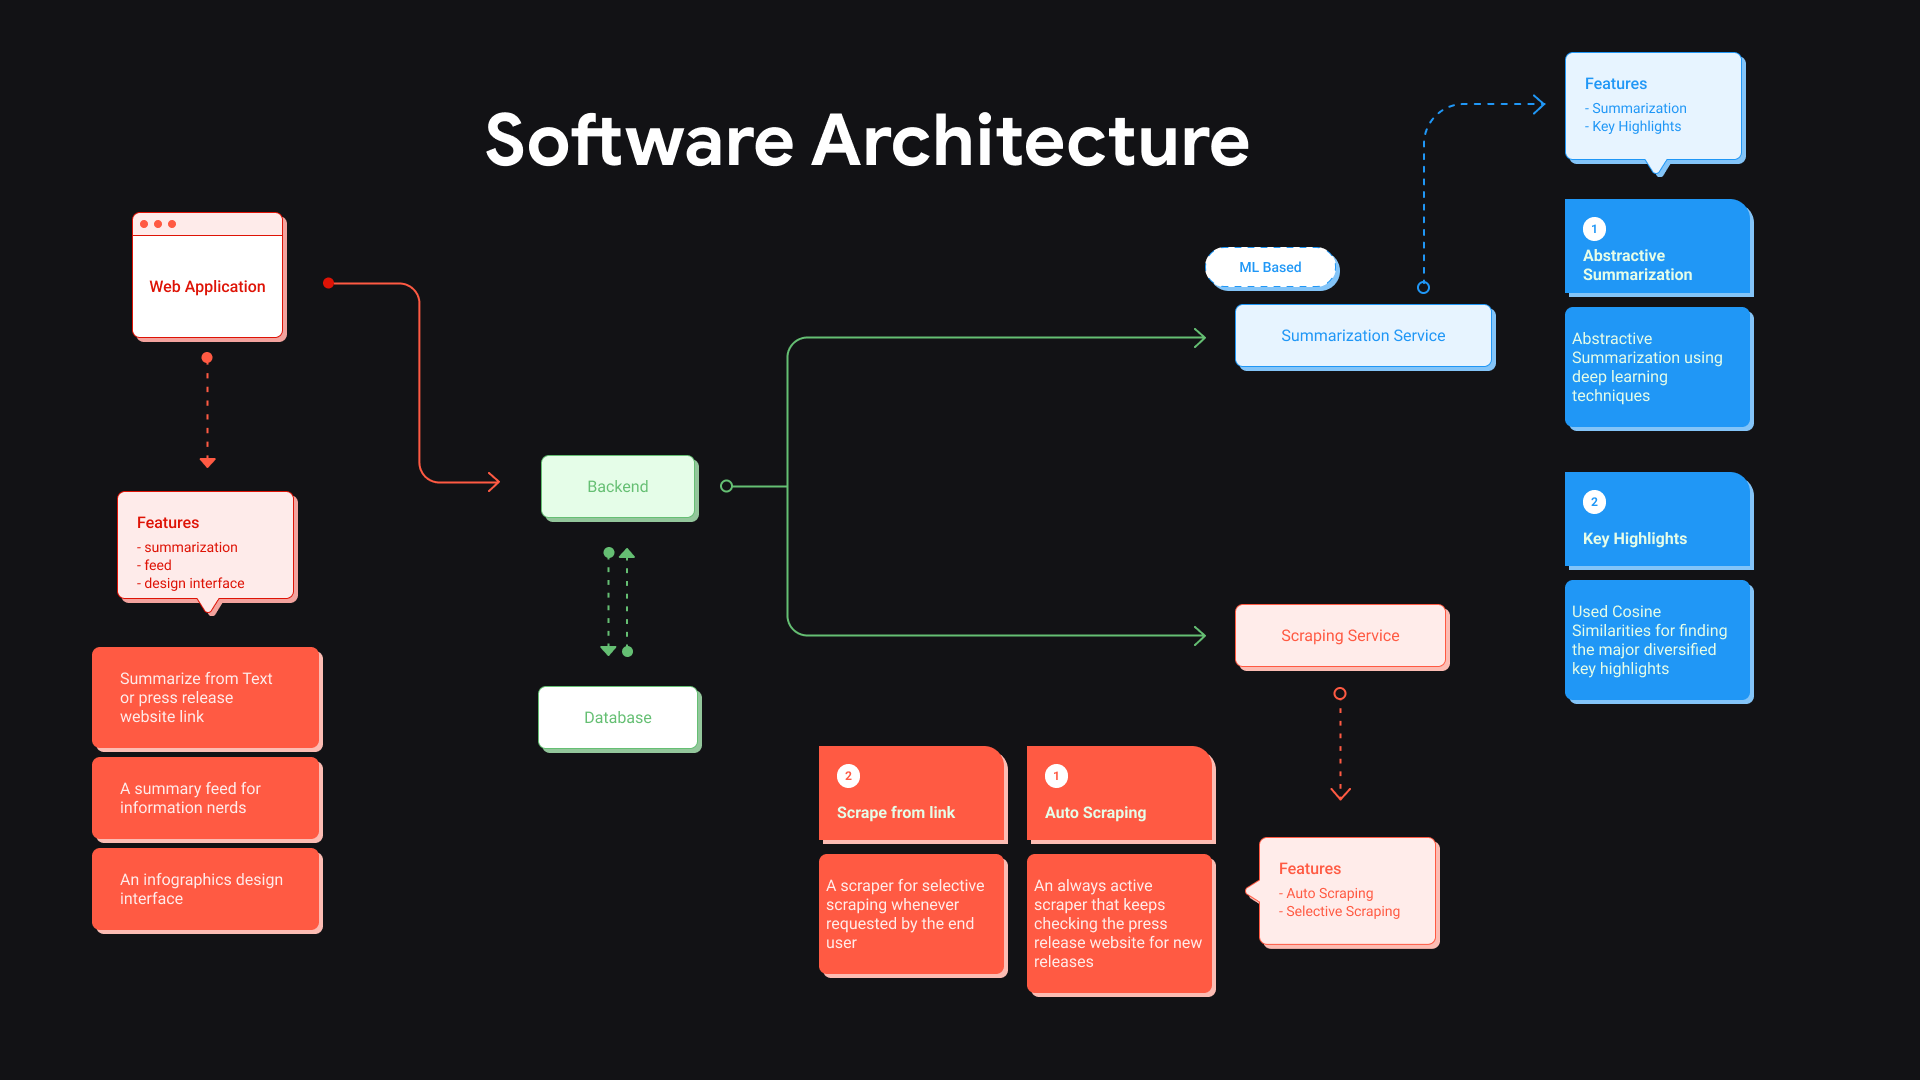 Software Architecture
Web Application
Features
- summarization
- feed
- design interface
Summarize from Text
or press release
website link
A summary feed for
information nerds
An infographics design
interface
Backend
Database
ML Based
Summarization Service
Features
- Summarization
- Key Highlights
1
Abstractive
Summarization
Abstractive
Summarization using
deep learning
techniques
2
Key Highlights
Used Cosine
Similarities for finding
the major diversified
key highlights
Scraping Service
Features
- Auto Scraping
- Selective Scraping
1
Auto Scraping
An always active
scraper that keeps
checking the press
release website for new
releases
2
Scrape from link
A scraper for selective
scraping whenever
requested by the end
user